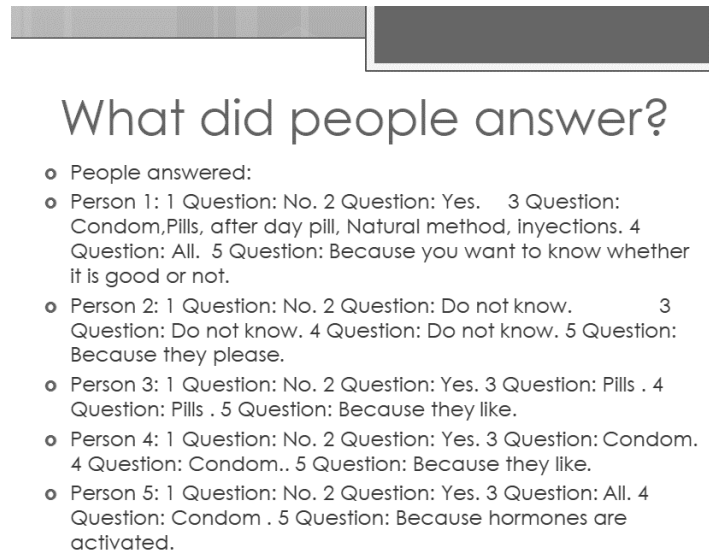 What did people answer?
People answered:
Person 1: 1 Question: No. 2 Question: Yes. 3 Question:
Condom,Pills, after day pill, Natural method, inyections. 4
Question: All. 5 Question: Because you want to know whether
it is good or not.
Person 2: 1 Question: No. 2 Question: Do not know. 3
Question: Do not know. 4 Question: Do not know. 5 Question:
Because they please.
Person 3: 1 Question: No. 2 Question: Yes. 3 Question: Pills . 4
Question: Pills . 5 Question: Because they like.
Person 4: 1 Question: No. 2 Question: Yes. 3 Question: Condom.
4 Question: Condom.. 5 Question: Because they like.
Person 5: 1 Question: No. 2 Question: Yes. 3 Question: All. 4
Question: Condom . 5 Question: Because hormones are
activated.